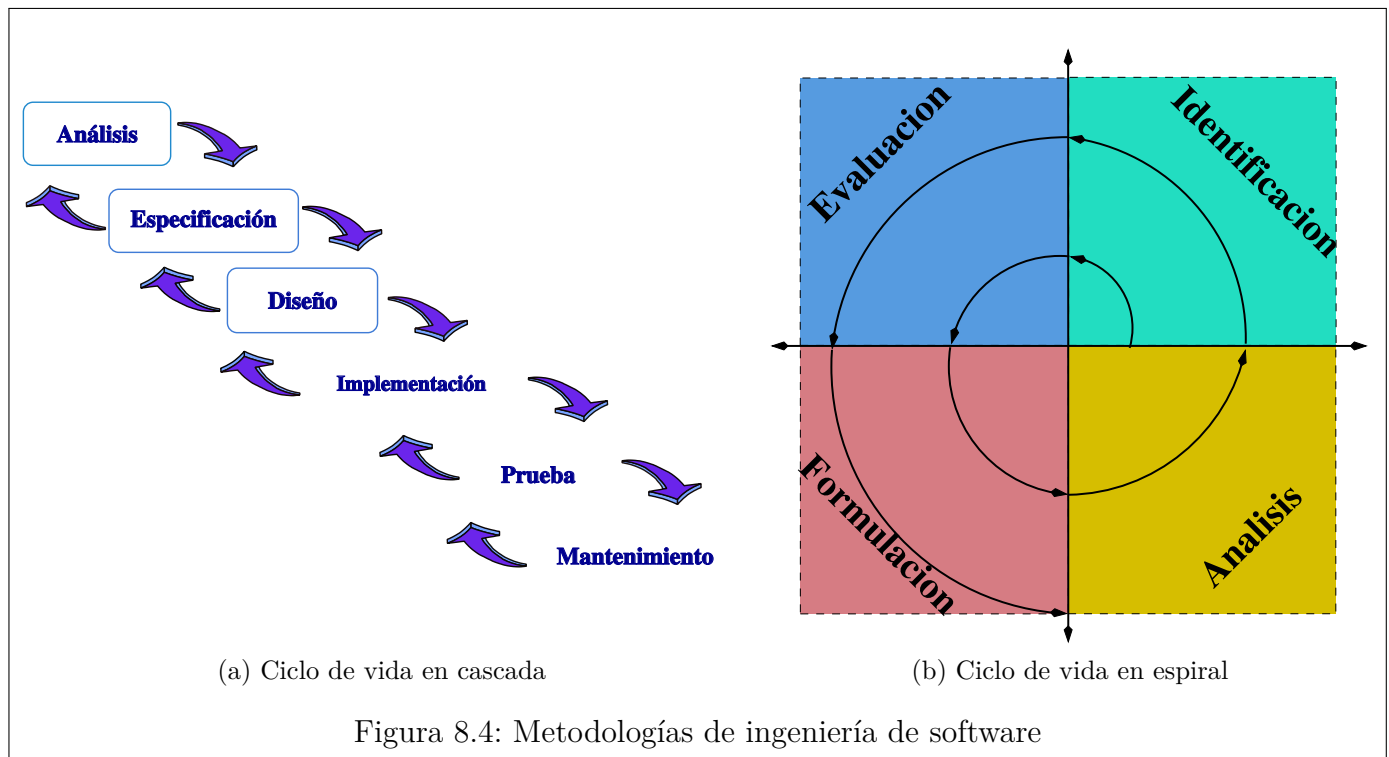 Análisis
Especificación
Diseño
Implementación
Prueba
Mantenimiento
(a) Ciclo de vida en cascada
Evaluacion
Identificacion
Formulacion
Analisis
(b) Ciclo de vida en espiral
Figura 8.4: Metodologías de ingeniería de software